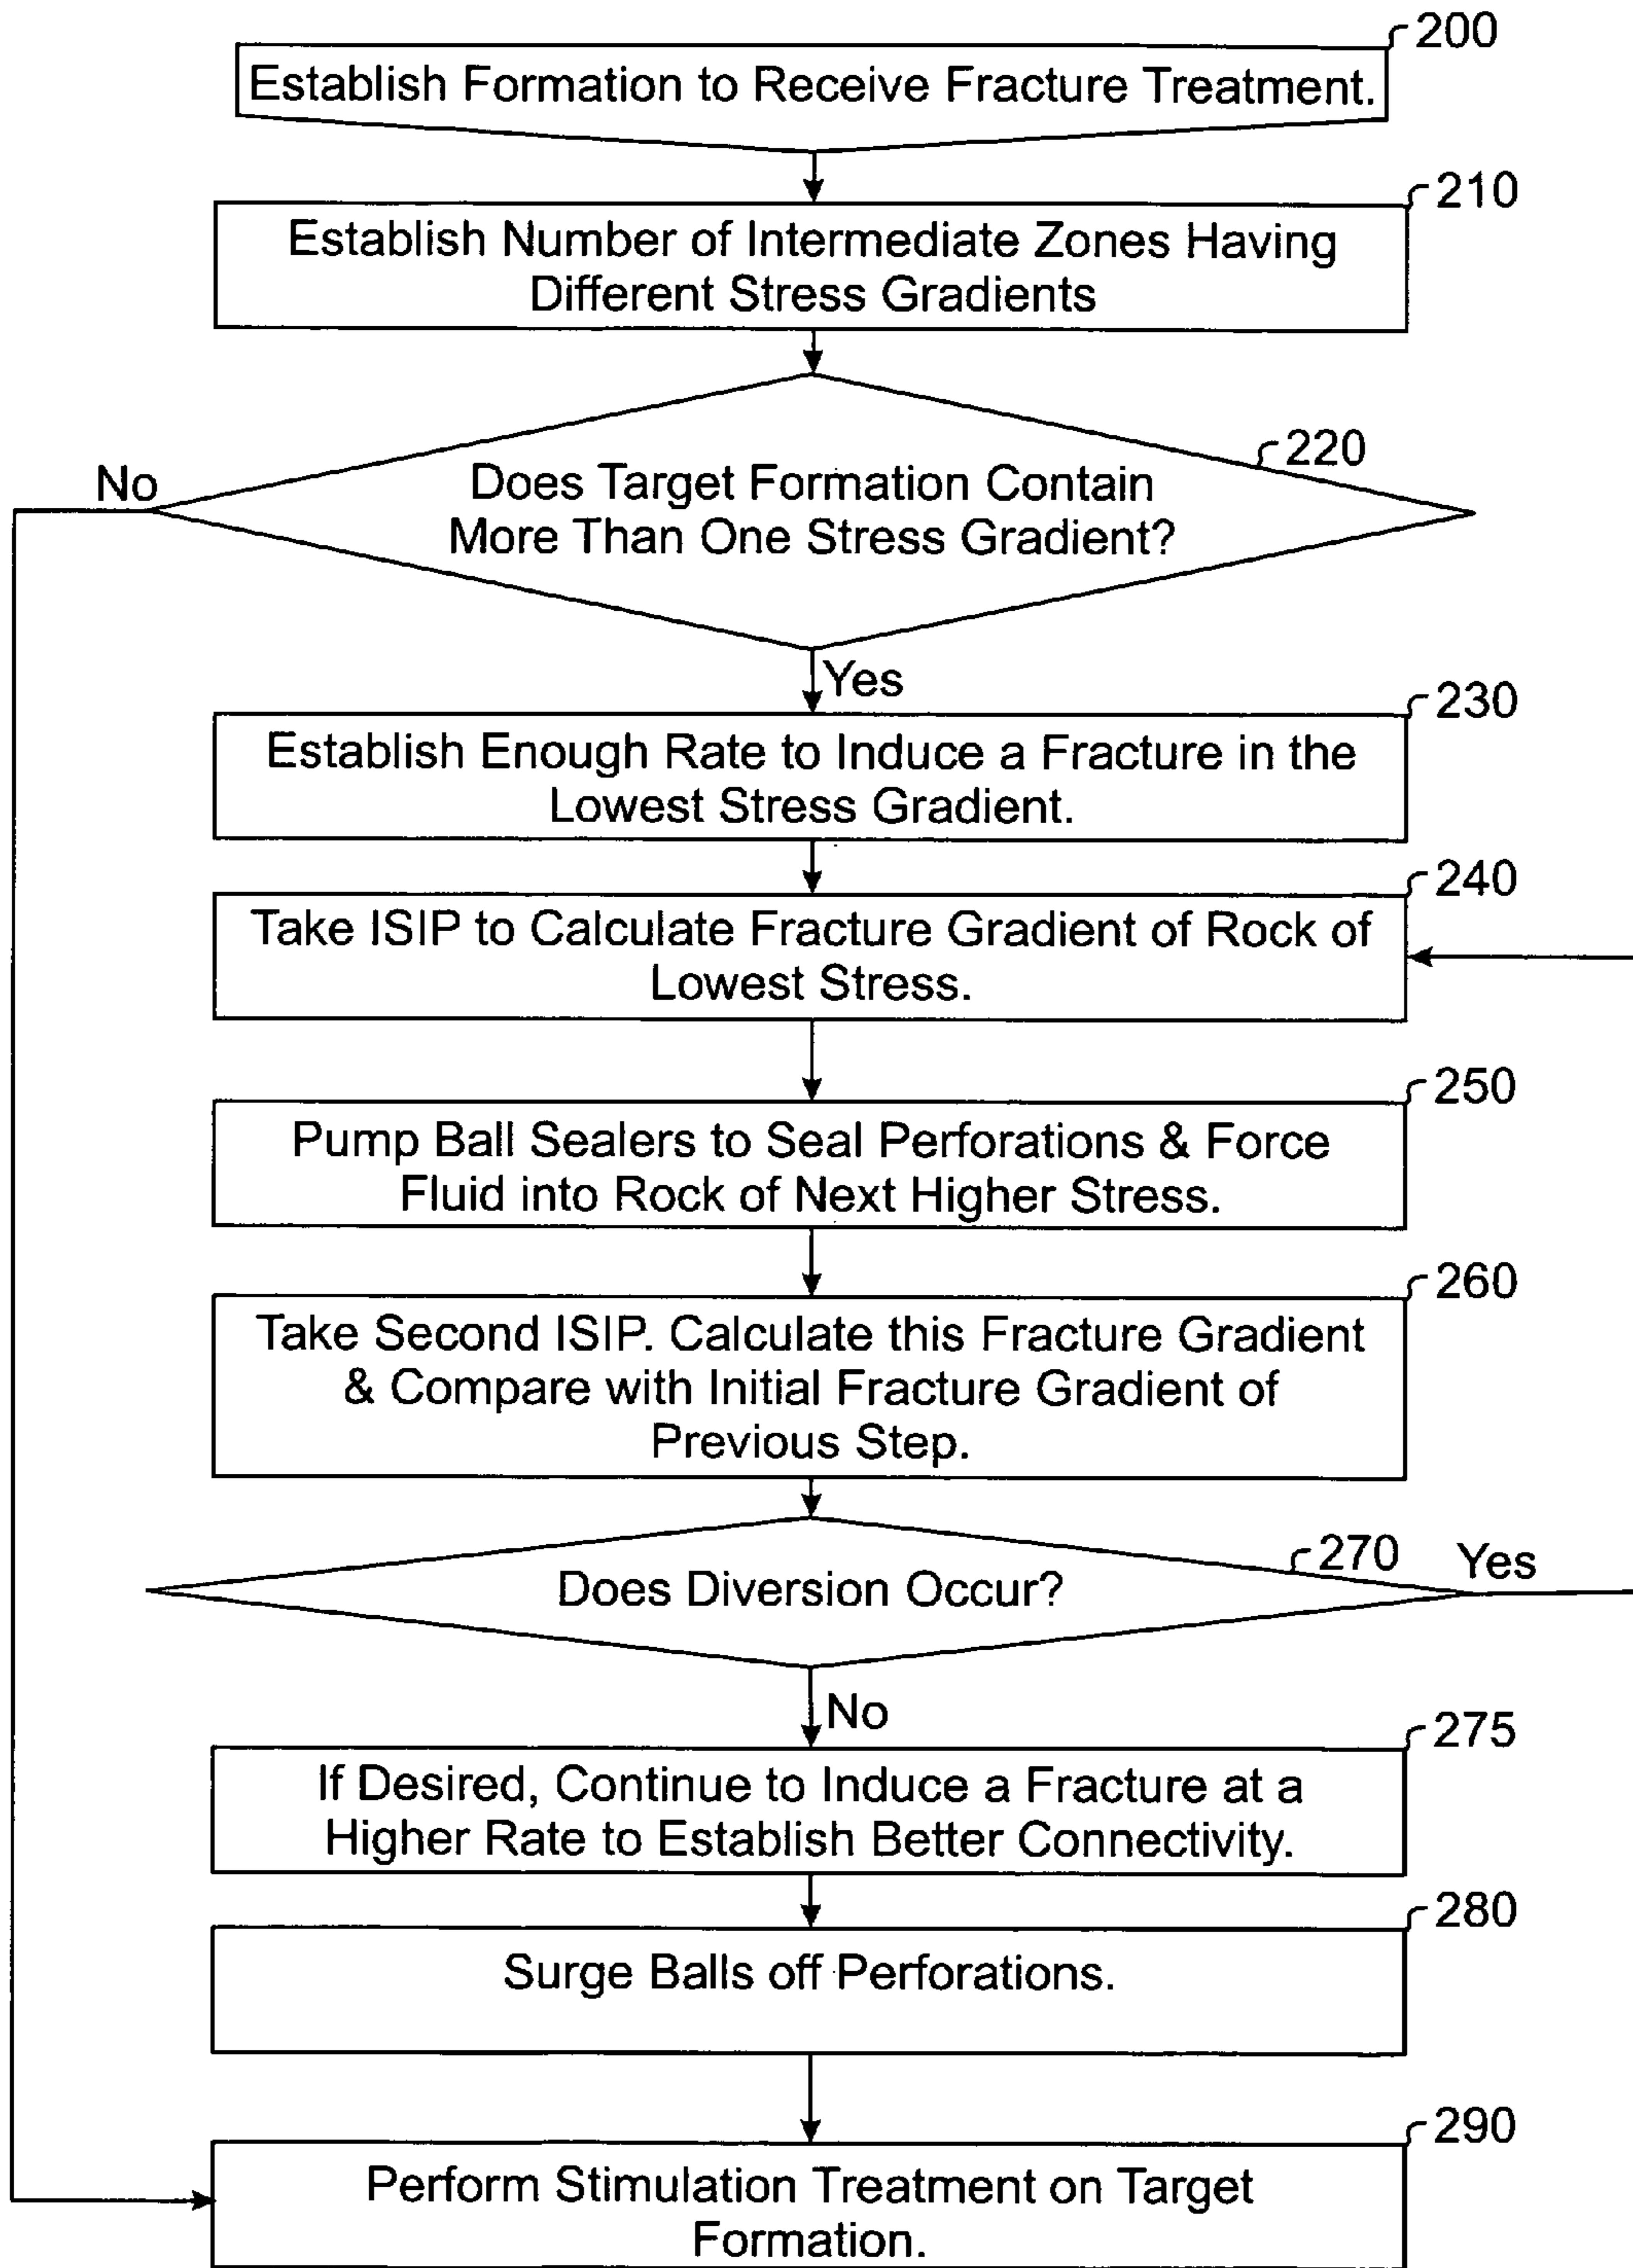 200
Establish Formation to Receive Fracture Treatment.
210
Establish Number of Intermediate Zones Having
Different Stress Gradients
220
No
Does Target Formation Contain
More Than One Stress Gradient?
Yes
230
Establish Enough Rate to Induce a Fracture in the
Lowest Stress Gradient.
240
Take ISIP to Calculate Fracture Gradient of Rock of
Lowest Stress.
250
Pump Ball Sealers to Seal Perforations & Force
Fluid into Rock of Next Higher Stress.
260
Take Second ISIP. Calculate this Fracture Gradient
& Compare with Initial Fracture Gradient of
Previous Step.
270
Yes
Does Diversion Occur?
No
275
If Desired, Continue to Induce a Fracture at a
Higher Rate to Establish Better Connectivity.
280
Surge Balls off Perforations.
290
Perform Stimulation Treatment on Target
Formation.